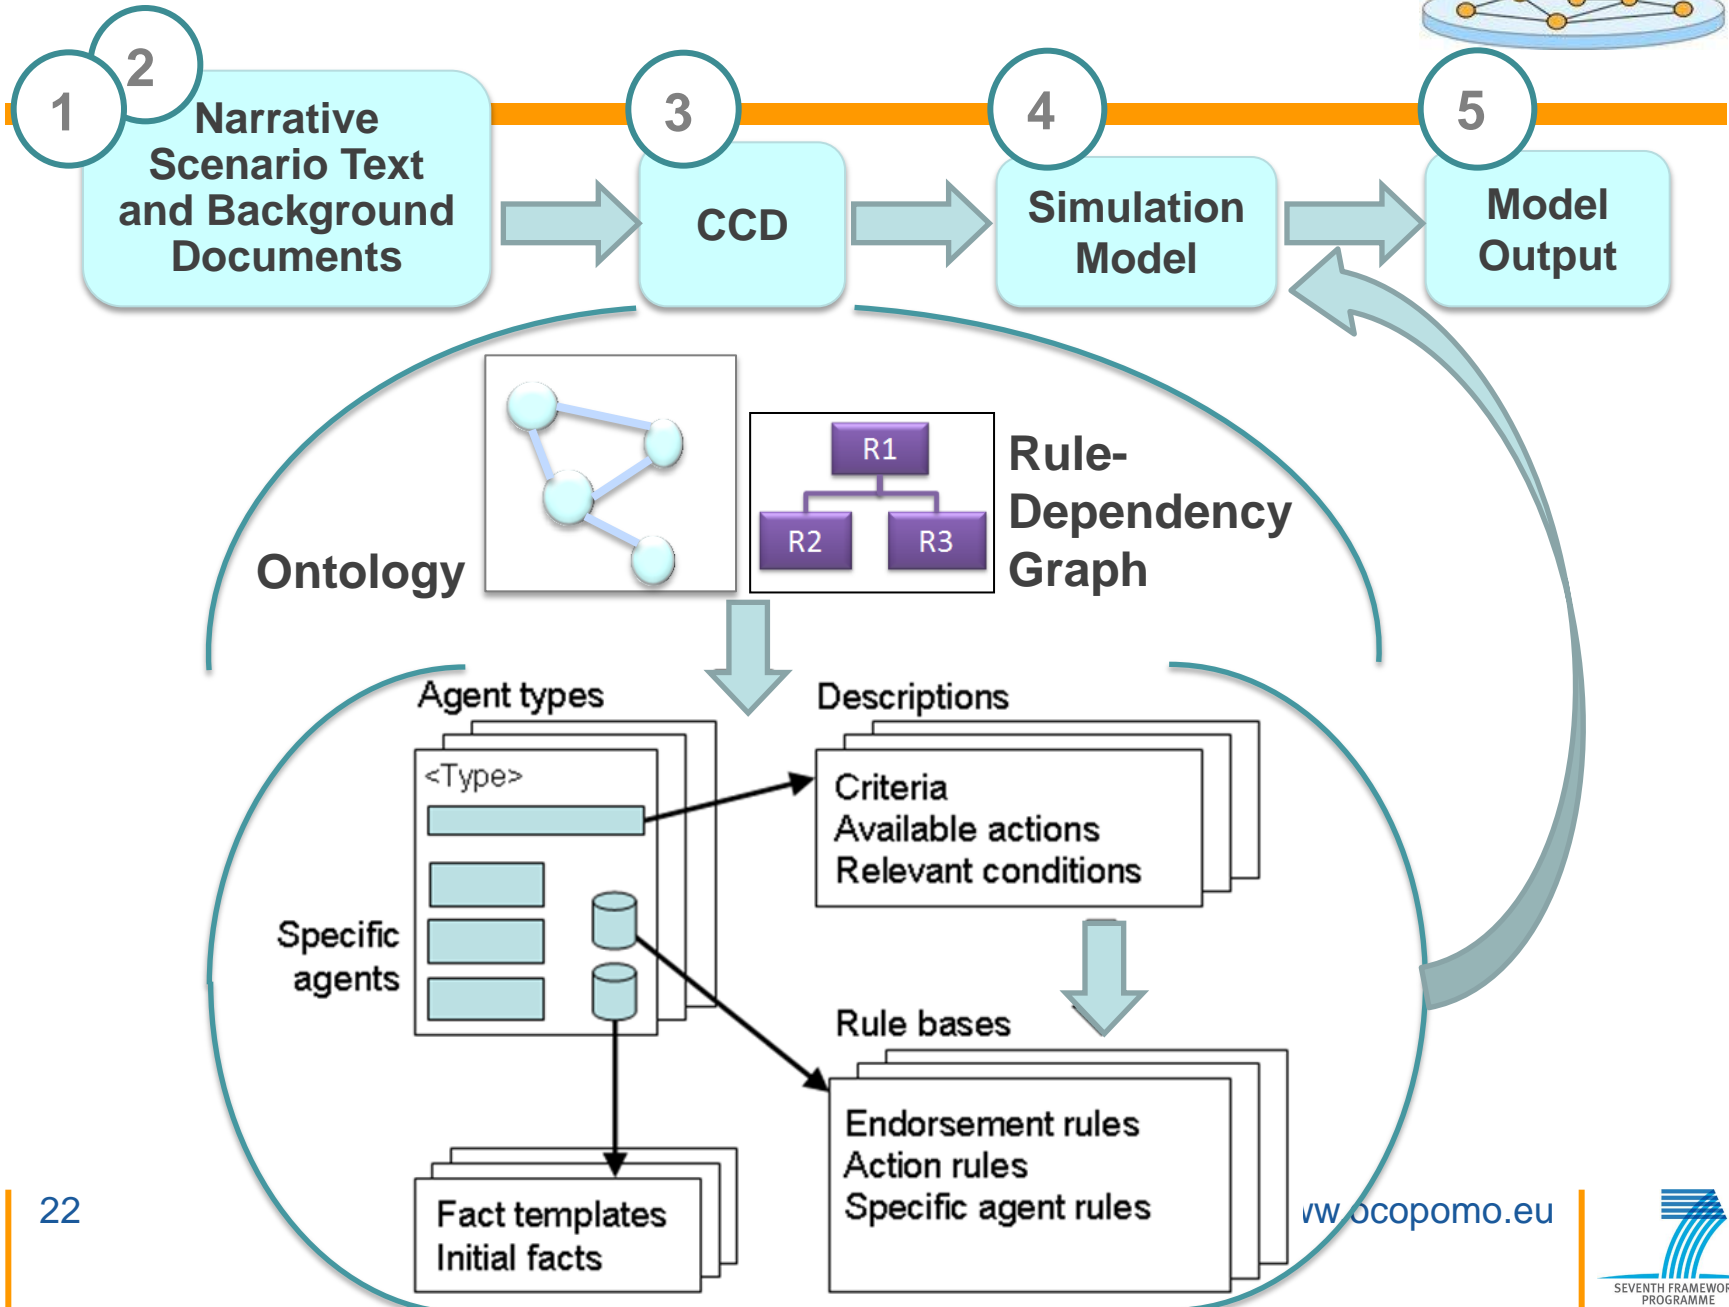 1
2
Narrative
Scenario Text
and Background
Documents
3
CCD
4
Simulation
Model
5
Model
Output
Ontology
R1
R2
R3
Rule-
Dependency
Graph
Agent types
<Type>
Specific
agents
Descriptions
Criteria
Available actions
Relevant conditions
Rule bases
Endorsement rules
Action rules
Specific agent rules
Fact templates
Initial facts
22
ocopomo.eu
SEVENTH FRAMEWOR
PROGRAMME